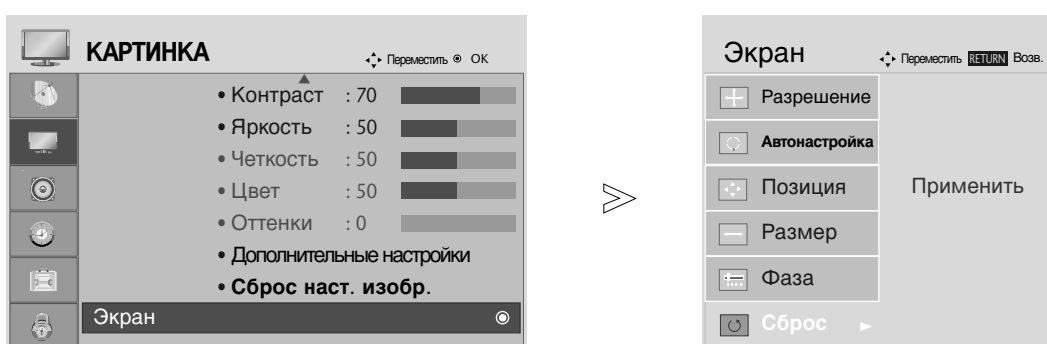 КАРТИНКА
Переместить OK
• Контраст : 70
• Яркость : 50
• Четкость : 50
• Цвет : 50
• Оттенки : 0
• Дополнительные настройки
• Сброс наст. изобр.
Экран
Экран
Переместить RETURN Возв.
Разрешение
Автонастройка
Позиция
Размер
Фаза
Сброс ►
Применить